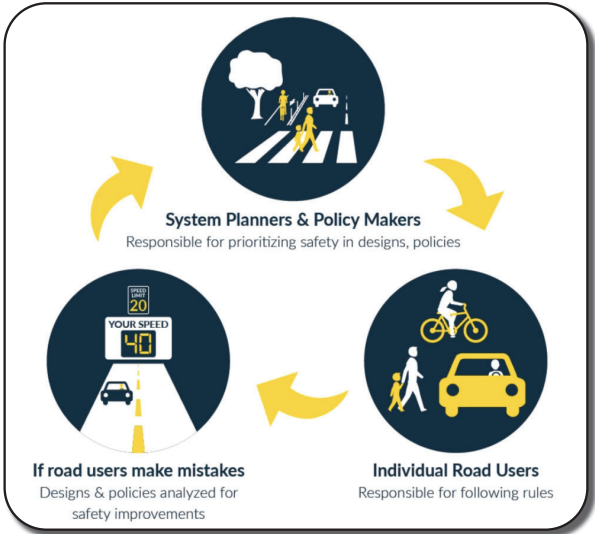 System Planners & Policy Makers
Responsible for prioritizing safety in designs, policies
SPEED
LIMIT
20
YOUR SPEED
40
If road users make mistakes
Designs & policies analyzed for
safety improvements
Individual Road Users
Responsible for following rules